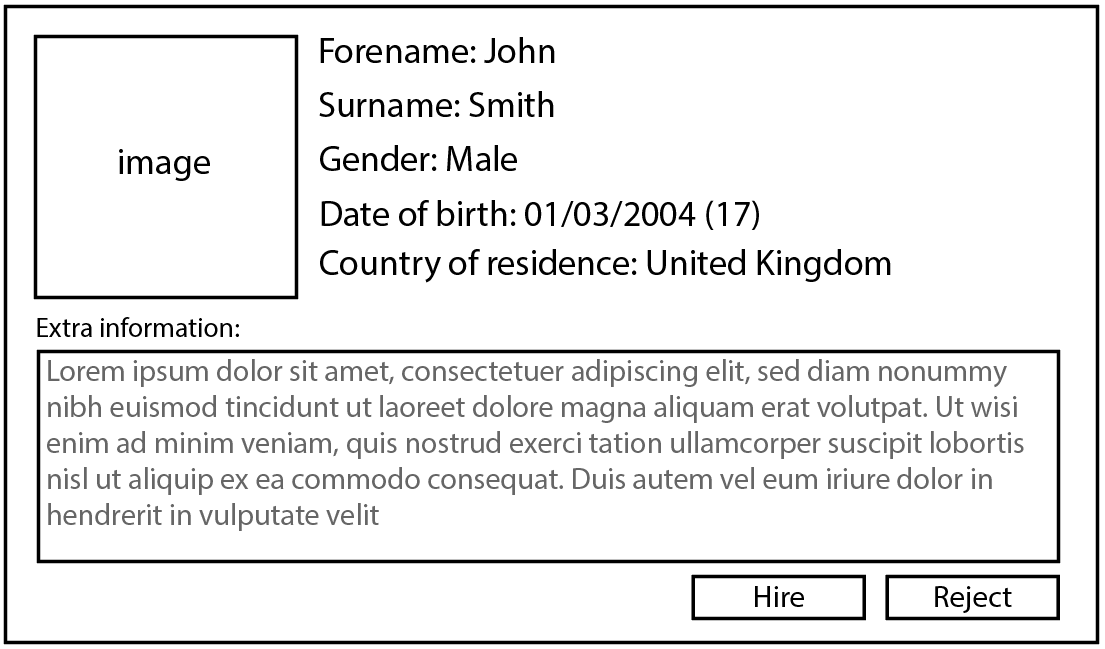 image
Forename: John
Surname: Smith
Gender: Male
Date of birth: 01/03/2004 (17)
Country of residence: United Kingdom
Extra information:
Lorem ipsum dolor sit amet, consectetuer adipiscing elit, sed diam nonummy
nibh euismod tincidunt ut laoreet dolore magna aliquam erat volutpat. Ut wisi
enim ad minim veniam, quis nostrud exerci tation ullamcorper suscipit lobortis
nisl ut aliquip ex ea commodo consequat. Duis autem vel eum iriure dolor in
hendrerit in vulputate velit
Hire
Reject